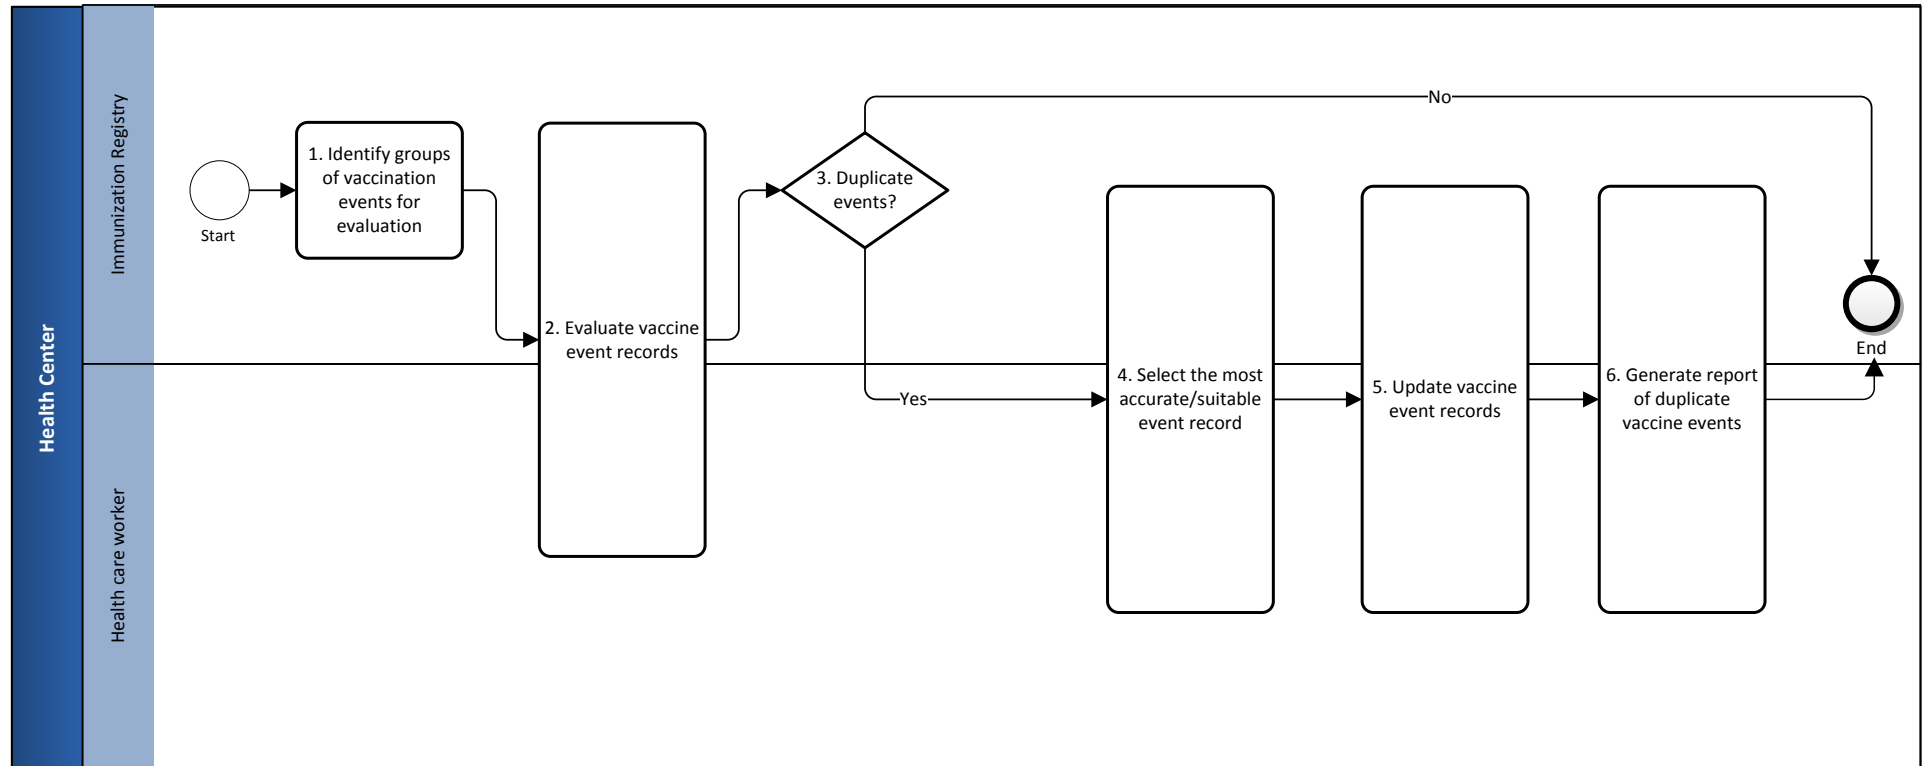 Health Center
Immunization Registry
Health care worker
Start
1. Identify groups
of vaccination
events for
evaluation
2. Evaluate vaccine
event records
3. Duplicate
events?
No
Yes
4. Select the most
accurate/suitable
event record
5. Update vaccine
event records
6. Generate report
of duplicate
vaccine events
End